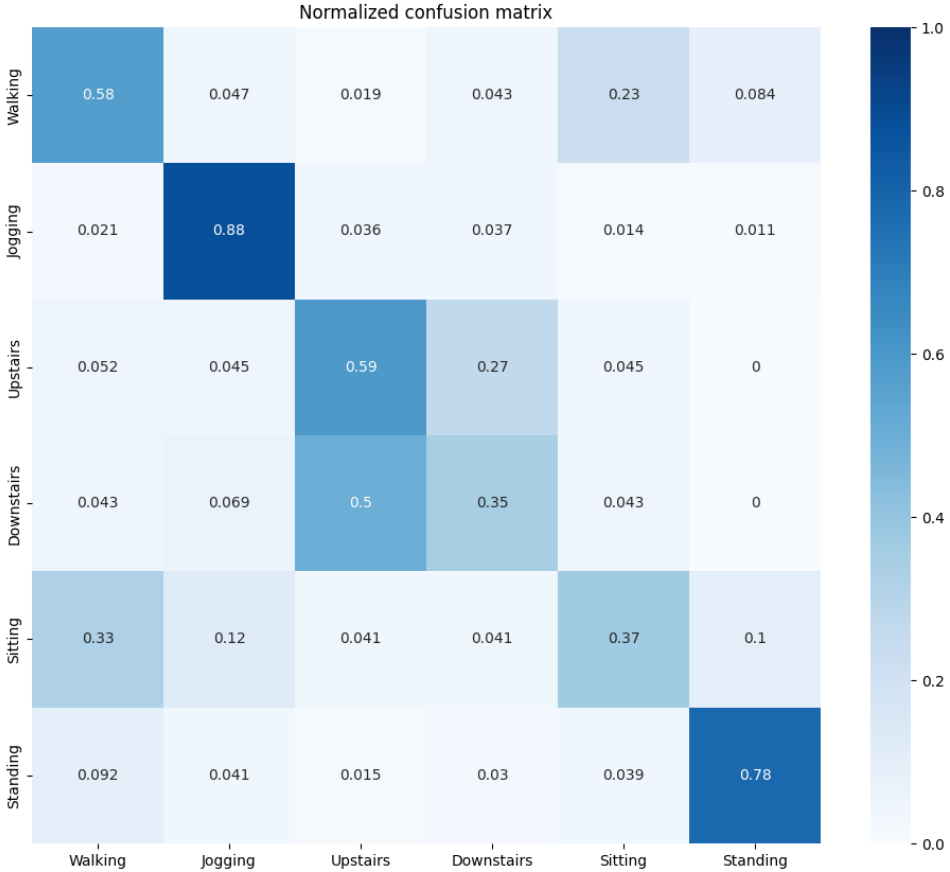 Normalized confusion matrix
Walking 0.58 0.047 0.019 0.043 0.23 0.084
Jogging 0.021 0.88 0.036 0.037 0.014 0.011
Upstairs 0.052 0.045 0.59 0.27 0.045 0
Downstairs 0.043 0.069 0.5 0.35 0.043 0
Sitting 0.33 0.12 0.041 0.041 0.37 0.1
Standing 0.092 0.041 0.015 0.03 0.039 0.78
Walking Jogging Upstairs Downstairs Sitting Standing
1.0
0.8
0.6
0.4
0.2
0.0